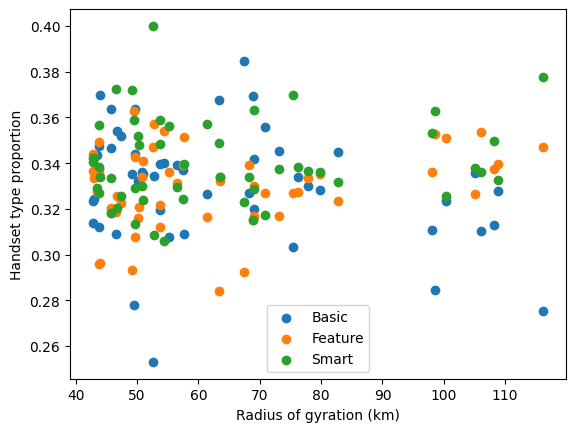 0.40
0.38
0.36
0.34
0.32
0.30
0.28
0.26
Handset type proportion
Basic
Feature
Smart
40 50 60 70 80 90 100 110
Radius of gyration (km)